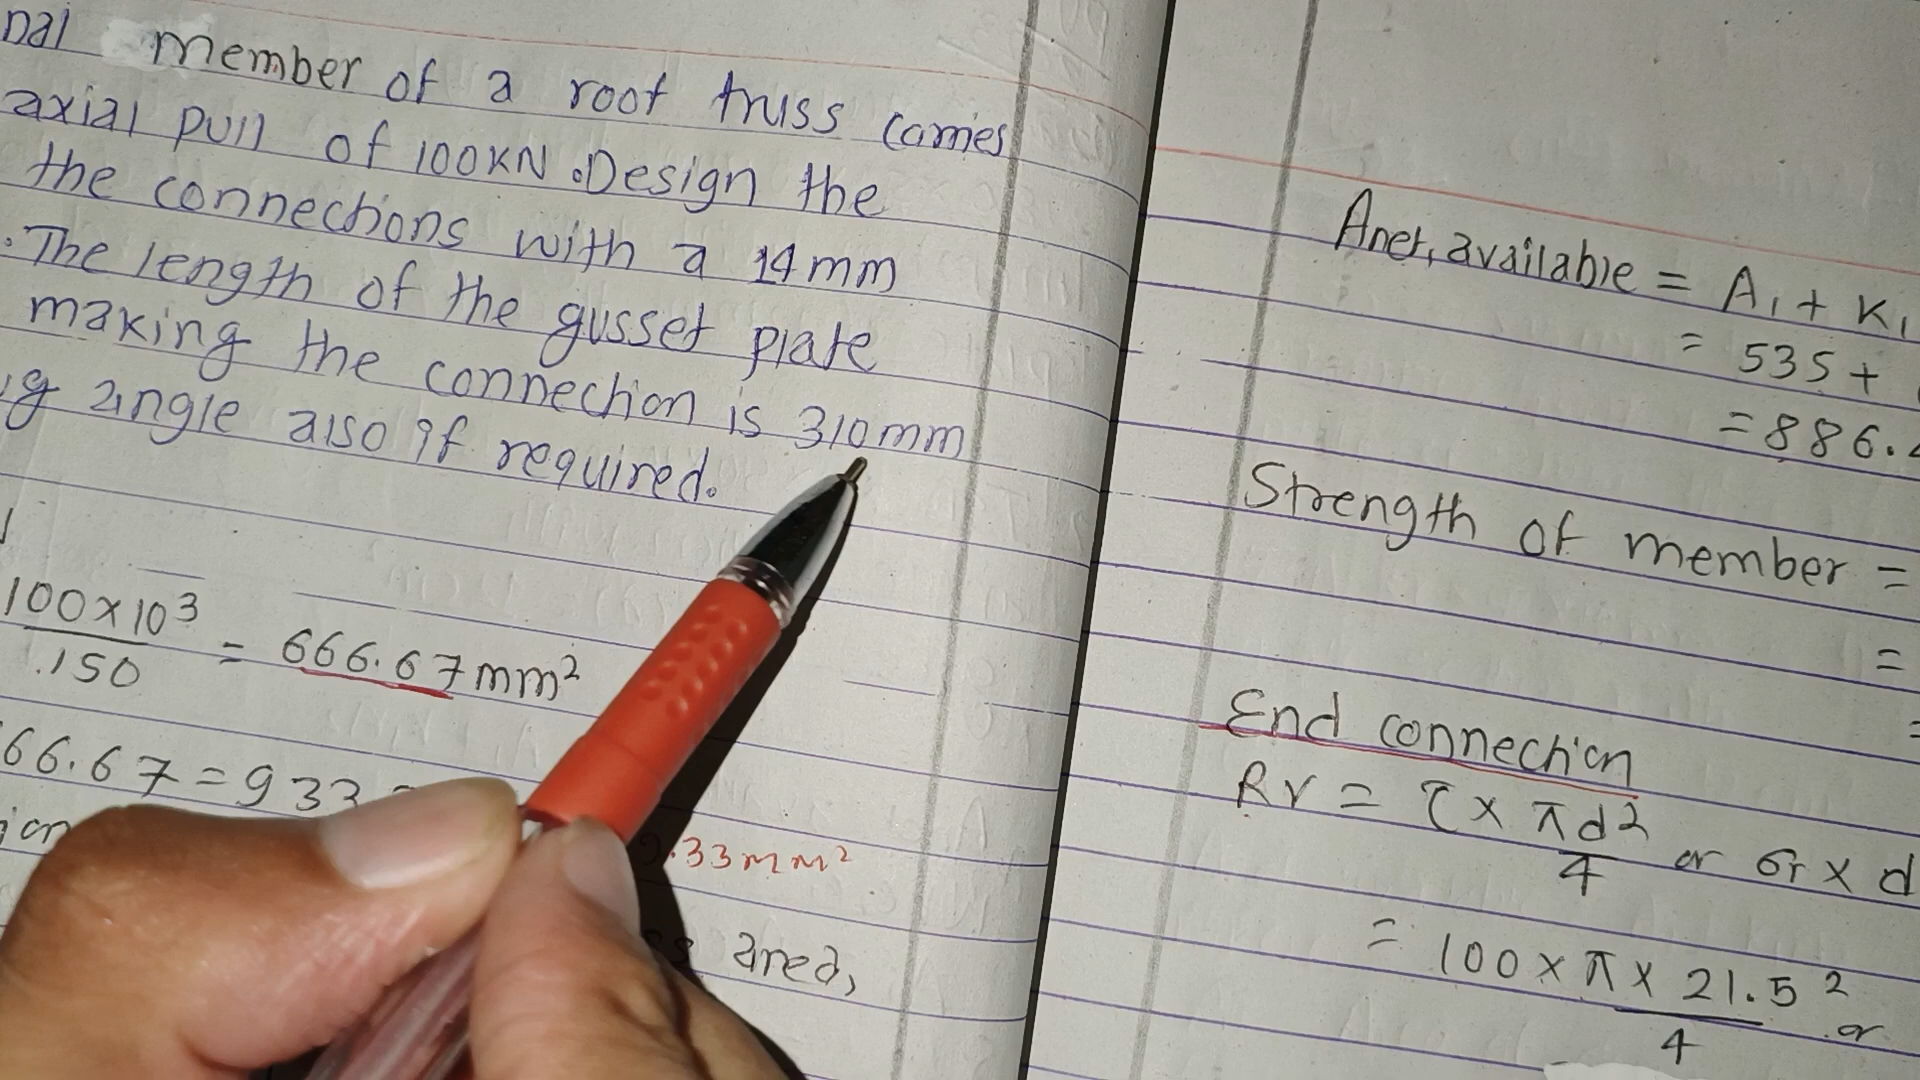 nal member of a roof truss carries
axial pull of 100KN. Design the
the connections with a 14mm
. The length of the gusset plate
making the connection is 310mm
g angle also if required.
100x10³
150
= 666.67mm²
66.67 = 933
.33mm²
area,
Anet, available = A1 + K1
= 535 +
= 886.
Strength of member =
=
End connection
RV = τ x πd²/4 or σf x d
= 100 x π x 21.5²/4 or